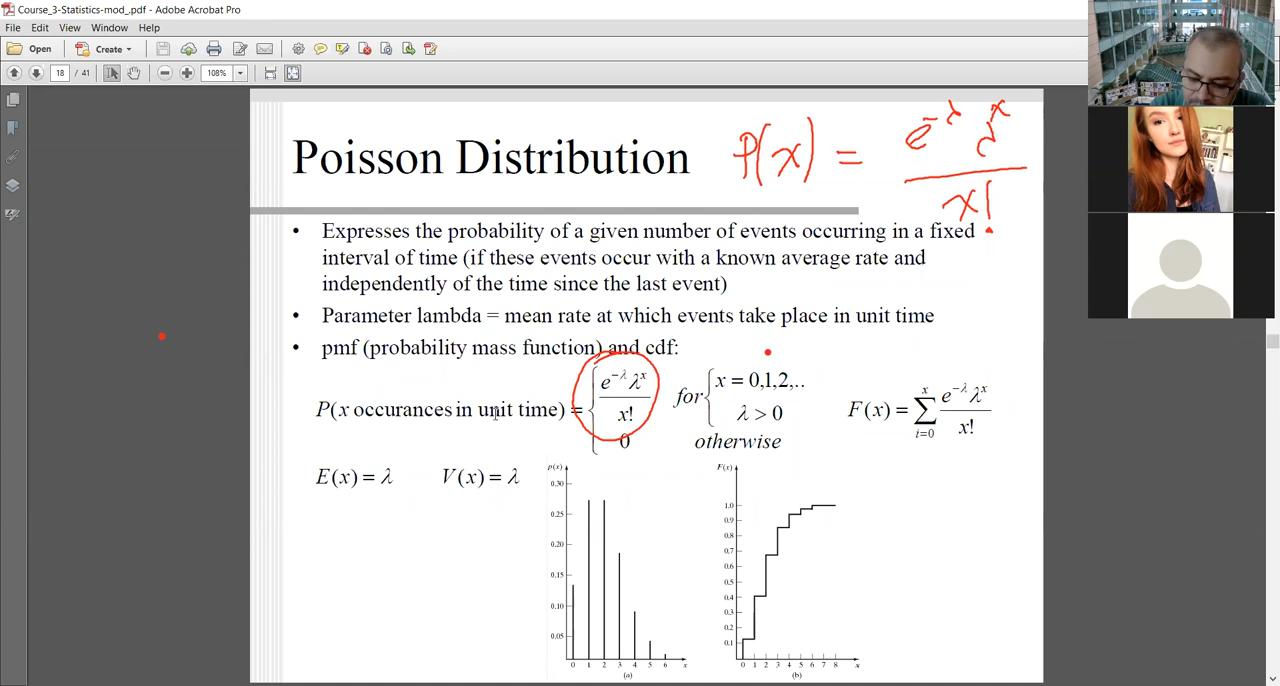 Course_3-Statistics-mod_.pdf - Adobe Acrobat Pro
File Edit View Window Help
Open Create
18 / 41 108%
Poisson Distribution
P(x) = e^-λ λ^x / x!
• Expresses the probability of a given number of events occurring in a fixed
interval of time (if these events occur with a known average rate and
independently of the time since the last event)
• Parameter lambda = mean rate at which events take place in unit time
• pmf (probability mass function) and cdf:
P(x occurances in unit time) = { e^-λ λ^x / x! for { x = 0,1,2,..
λ > 0
0 otherwise
F(x) = ∑ t=0 x e^-λ λ^x / x!
E(x) = λ V(x) = λ
p(x)
0.30
0.25
0.20
0.15
0.10
0.05
0 1 2 3 4 5 6 x
(a)
F(x)
1.0
0.9
0.8
0.7
0.6
0.5
0.4
0.3
0.2
0.1
0 1 2 3 4 5 6 7 8 x
(b)